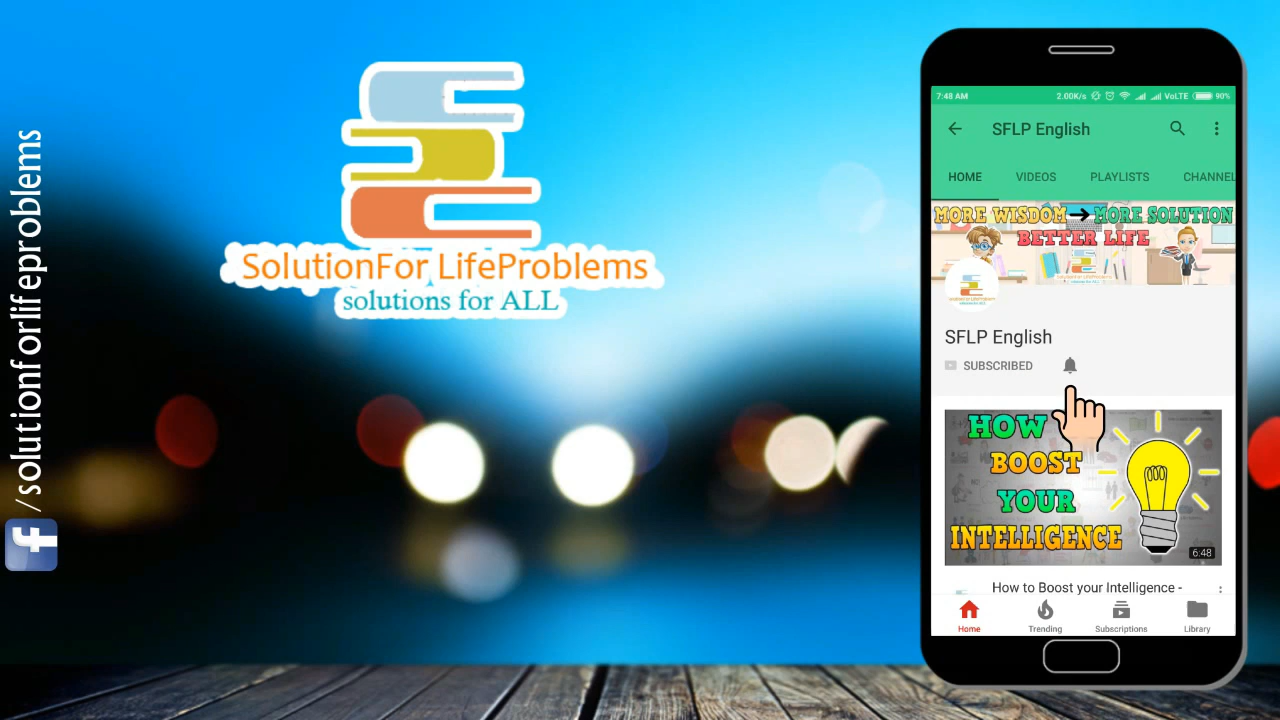 /solutionforlifeproblems
SolutionFor LifeProblems
solutions for ALL
7:48 AM
2.00K/s
VoLTE
90%
SFLP English
HOME
VIDEOS
PLAYLISTS
CHANNEL
MORE WISDOM → MORE SOLUTION
BETTER LIFE
SFLP English
SUBSCRIBED
HOW
BOOST
YOUR
INTELLIGENCE
6:48
How to Boost your Intelligence -
Home
Trending
Subscriptions
Library